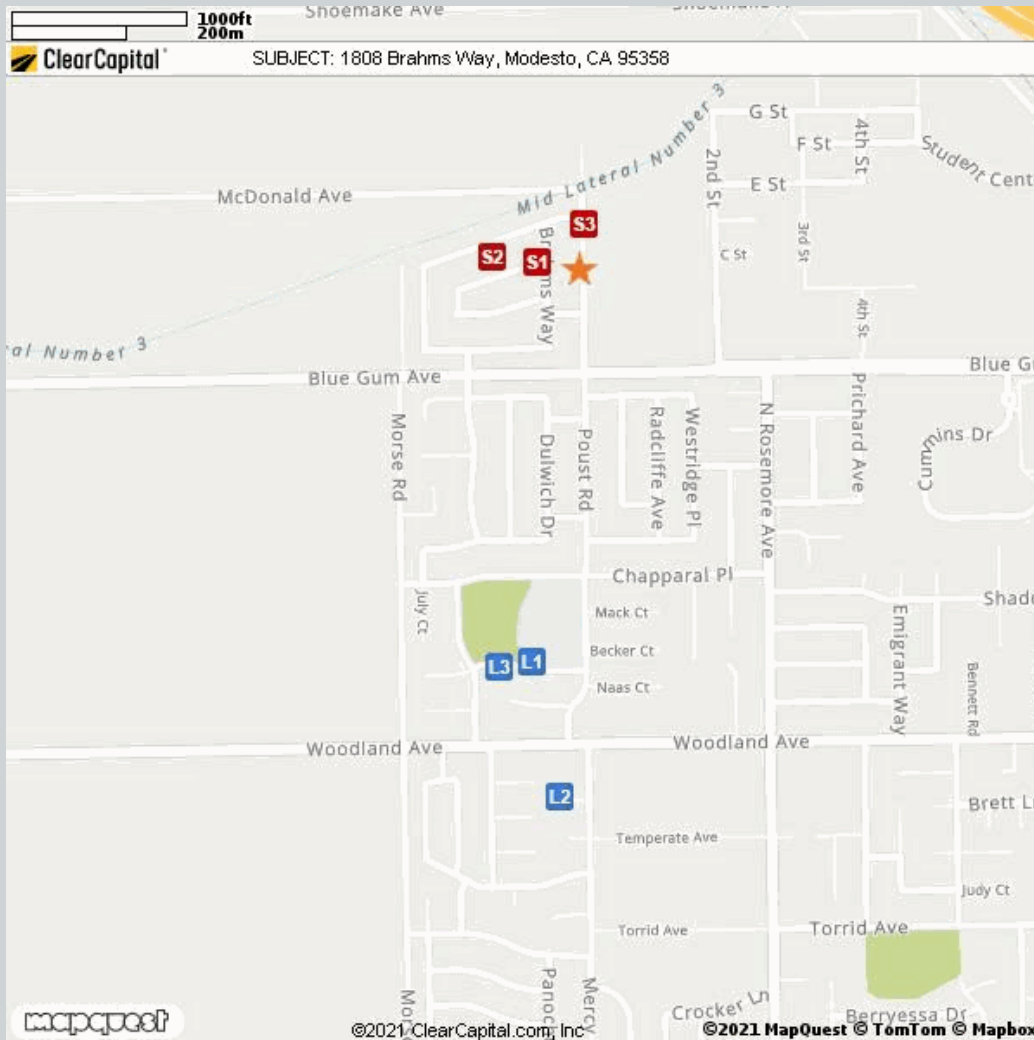 Shoemake Ave
1000ft
200m
ClearCapital
SUBJECT: 1808 Brahms Way, Modesto, CA 95358
G St
F St
4th St
Student Cent
E St
2nd St
Mid Lateral Number 3
McDonald Ave
S3
S2
S1
Brahms Way
C St
3rd St
4th St
al Number 3
Blue Gum Ave
Blue G
Morse Rd
Dulwich Dr
Poust Rd
Radcliffe Ave
Westridge Pl
N Rosemore Ave
Prichard Ave
Cummins Dr
Chapparal Pl
July Ct
Mack Ct
Shad
Emigrant Way
Becker Ct
L3
L1
Naas Ct
Bennett Rd
Woodland Ave
Woodland Ave
L2
Brett L
Temperate Ave
Judy Ct
Torrid Ave
Torrid Ave
Mor
Panoc
Mercy
Crocker Ln
Berryessa Dr
mapquest
©2021 ClearCapital.com, Inc
©2021 MapQuest © TomTom © Mapbox